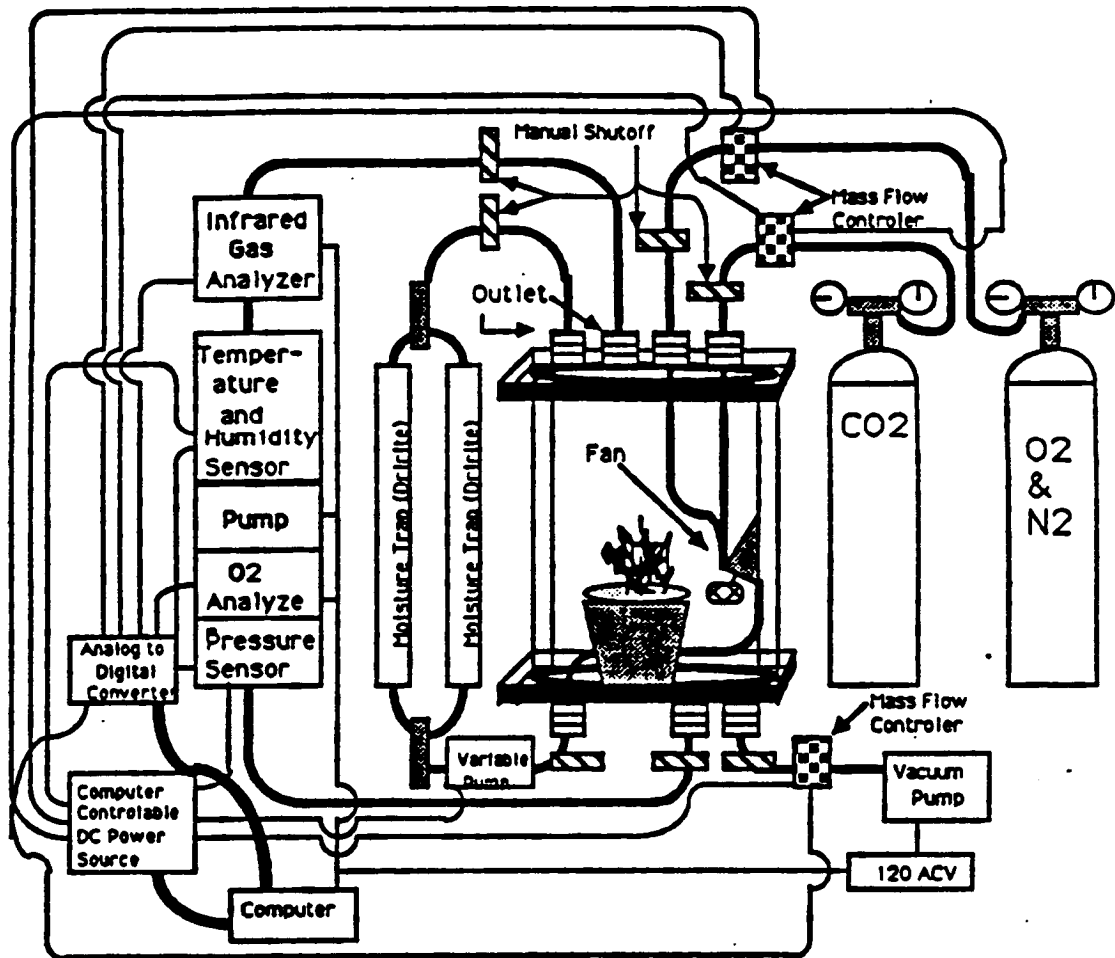 Manual Shutoff
Mass Flow
Controler
Infrared
Gas
Analyzer
Outlet
Temper-
ature
and
Humidity
Sensor
Moisture Trap (Dririte)
Moisture Trap (Dririte)
CO2
O2
&
N2
Fan
Pump
O2
Analyze
Pressure
Sensor
Analog to
Digital
Converter
Mass Flow
Controler
Variable
Pump
Vacuum
Pump
Computer
Controlable
DC Power
Source
120 ACV
Computer